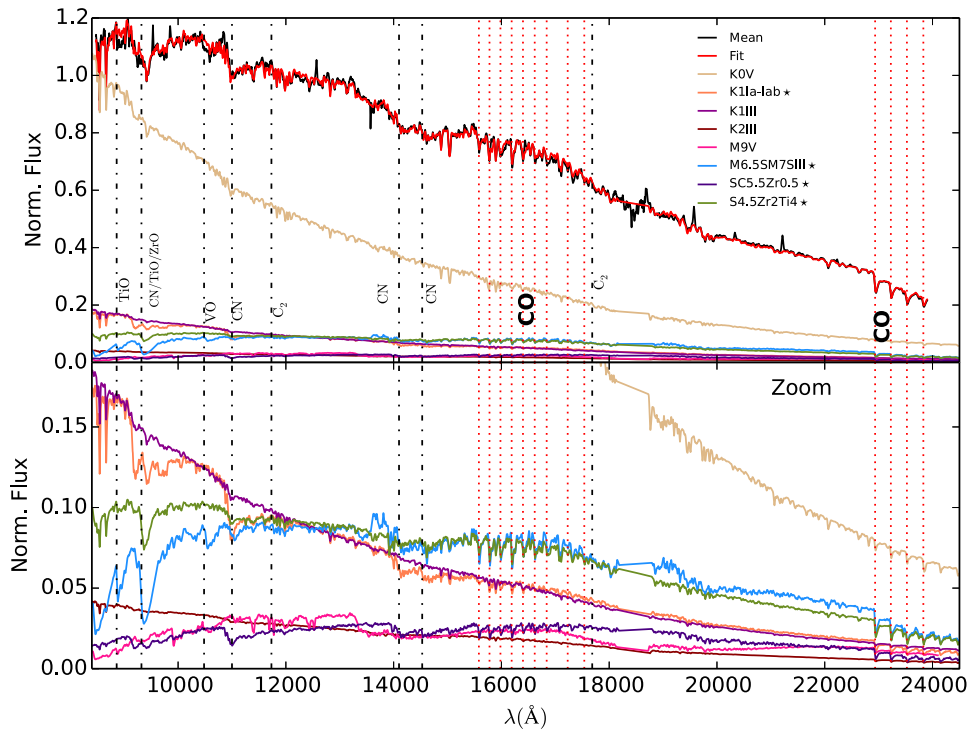 1.2
1.0
0.8
0.6
0.4
0.2
0.0
Norm. Flux
Mean
Fit
K0V
K1Ia-Iab ⋆
K1III
K2III
M9V
M6.5SM7SIII ⋆
SC5.5Zr0.5 ⋆
S4.5Zr2Ti4 ⋆
TiO
CN/TiO/ZrO
VO
CN
C₂
CN
CN
CO
C₂
CO
Zoom
0.15
0.10
0.05
0.00
Norm. Flux
10000 12000 14000 16000 18000 20000 22000 24000
λ(Å)